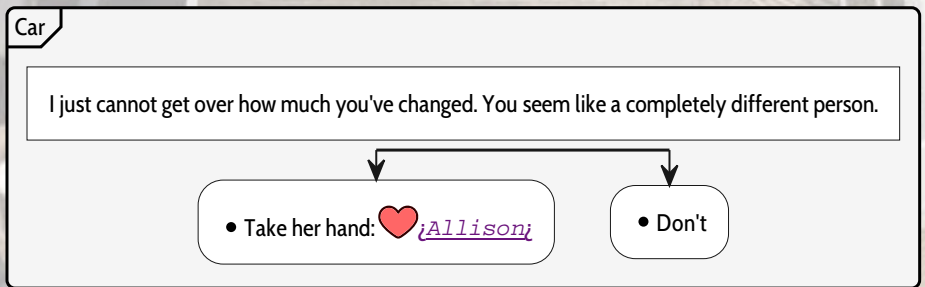 Car
I just cannot get over how much you've changed. You seem like a completely different person.
• Take her hand: ❤¿Allison¿
• Don't